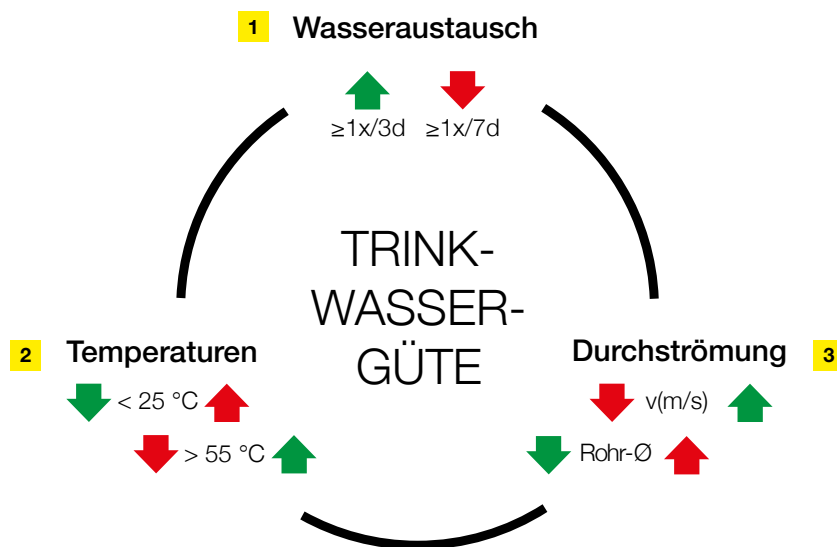 1 Wasseraustausch
≥1x/3d ≥1x/7d
TRINK-
WASSER-
GÜTE
2 Temperaturen
< 25 °C
> 55 °C
Durchströmung 3
v(m/s)
Rohr-Ø